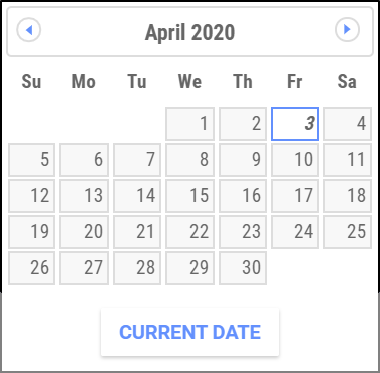 April 2020
Su Mo Tu We Th Fr Sa
1 2 3 4
5 6 7 8 9 10 11
12 13 14 15 16 17 18
19 20 21 22 23 24 25
26 27 28 29 30
CURRENT DATE